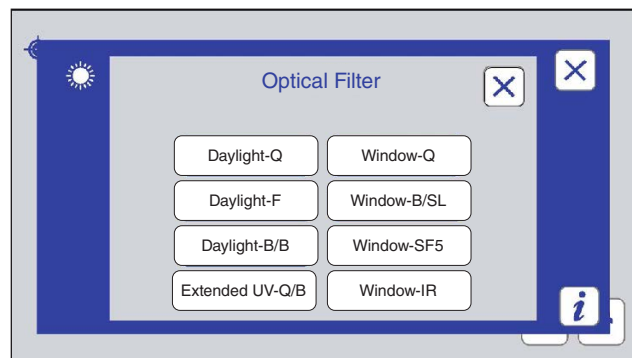 Optical Filter
Daylight-Q
Window-Q
Daylight-F
Window-B/SL
Daylight-B/B
Window-SF5
Extended UV-Q/B
Window-IR
i